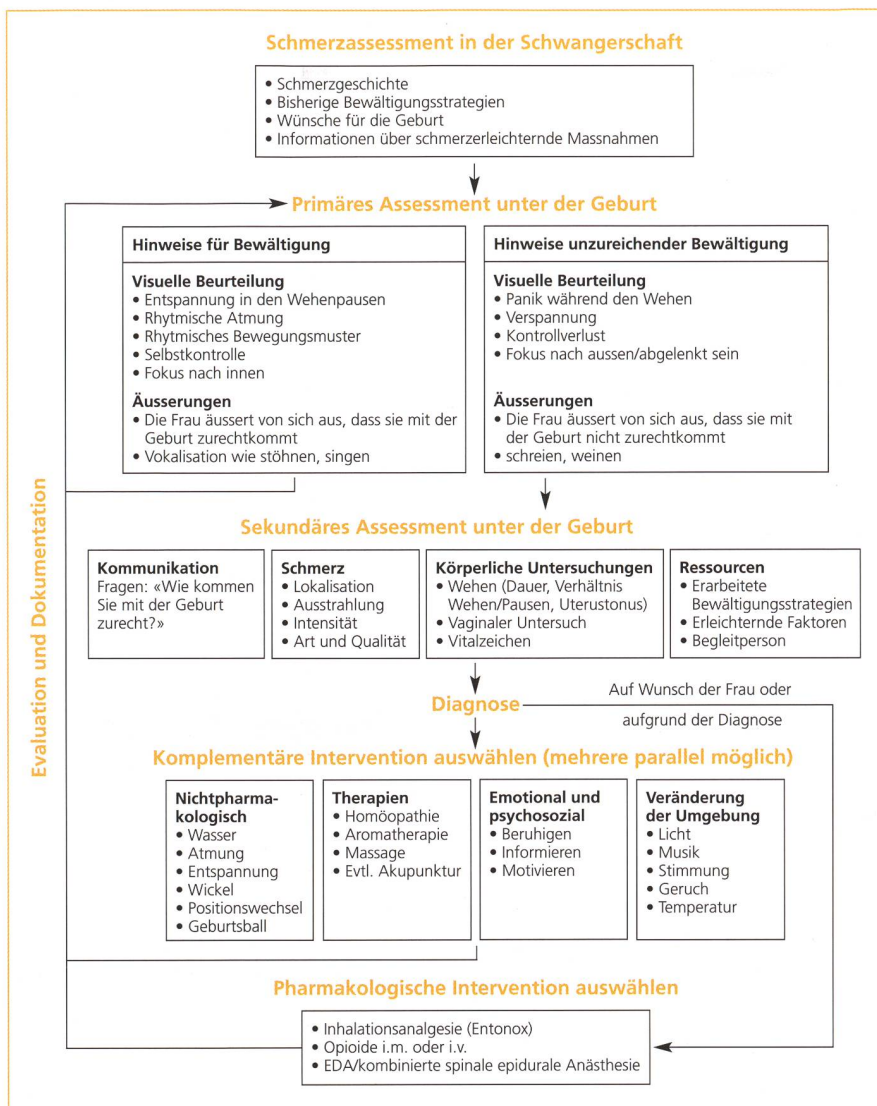 Schmerzassessment in der Schwangerschaft
• Schmerzgeschichte
• Bisherige Bewältigungsstrategien
• Wünsche für die Geburt
• Informationen über schmerzerleichternde Massnahmen
Primäres Assessment unter der Geburt
Hinweise für Bewältigung
Visuelle Beurteilung
• Entspannung in den Wehenpausen
• Rhytmische Atmung
• Rhytmisches Bewegungsmuster
• Selbstkontrolle
• Fokus nach innen
Äusserungen
• Die Frau äussert von sich aus, dass sie mit der
Geburt zurechtkommt
• Vokalisation wie stöhnen, singen
Hinweise unzureichender Bewältigung
Visuelle Beurteilung
• Panik während den Wehen
• Verspannung
• Kontrollverlust
• Fokus nach aussen/abgelenkt sein
Äusserungen
• Die Frau äussert von sich aus, dass sie mit
der Geburt nicht zurechtkommt
• schreien, weinen
Sekundäres Assessment unter der Geburt
Kommunikation
Fragen: «Wie kommen
Sie mit der Geburt
zurecht?»
Schmerz
• Lokalisation
• Ausstrahlung
• Intensität
• Art und Qualität
Körperliche Untersuchungen
• Wehen (Dauer, Verhältnis
Wehen/Pausen, Uterustonus)
• Vaginaler Untersuch
• Vitalzeichen
Ressourcen
• Erarbeitete
Bewältigungsstrategien
• Erleichternde Faktoren
• Begleitperson
Diagnose
Auf Wunsch der Frau oder
aufgrund der Diagnose
Komplementäre Intervention auswählen (mehrere parallel möglich)
Nichtpharma-
kologisch
• Wasser
• Atmung
• Entspannung
• Wickel
• Positionswechsel
• Geburtsball
Therapien
• Homöopathie
• Aromatherapie
• Massage
• Evtl. Akupunktur
Emotional und
psychosozial
• Beruhigen
• Informieren
• Motivieren
Veränderung
der Umgebung
• Licht
• Musik
• Stimmung
• Geruch
• Temperatur
Pharmakologische Intervention auswählen
• Inhalationsanalgesie (Entonox)
• Opioide i.m. oder i.v.
• EDA/kombinierte spinale epidurale Anästhesie
Evaluation und Dokumentation